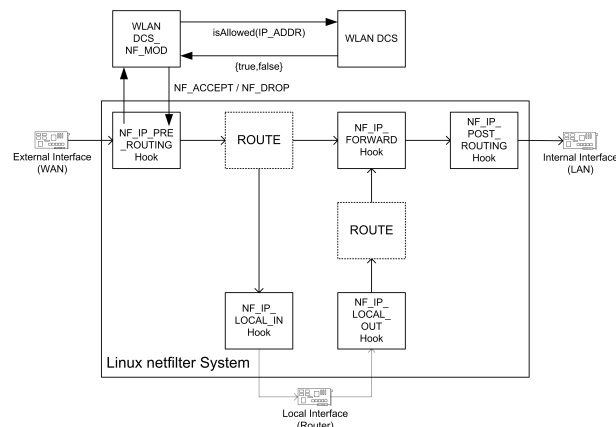 WLAN
DCS_
NF_MOD
isAllowed(IP_ADDR)
{true,false}
WLAN DCS
NF_ACCEPT / NF_DROP
External Interface
(WAN)
NF_IP_PRE
_ROUTING
Hook
ROUTE
NF_IP_
FORWARD
Hook
NF_IP_
POST_
ROUTING
Hook
Internal Interface
(LAN)
ROUTE
NF_IP_
LOCAL_IN
Hook
NF_IP_
LOCAL_
OUT
Hook
Linux netfilter System
Local Interface
(Router)